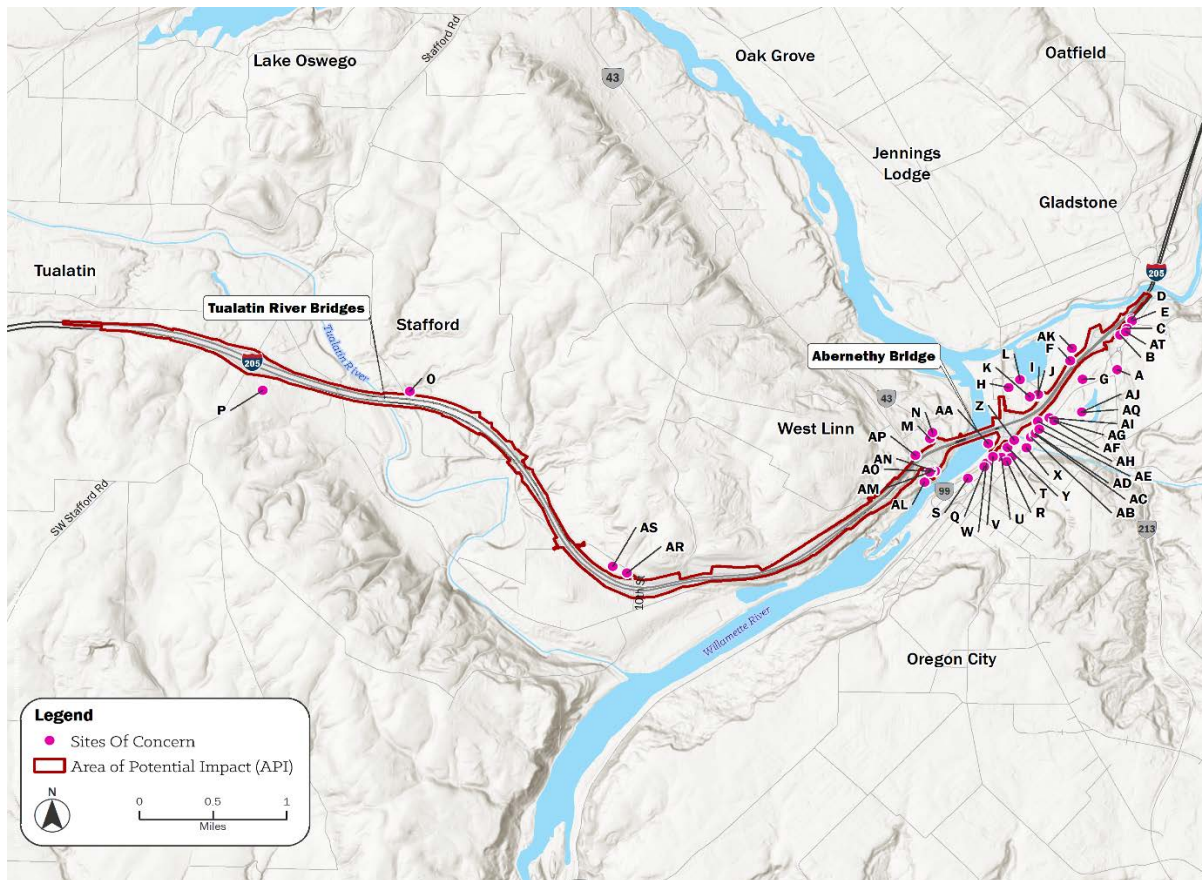 Lake Oswego
Stafford Rd
43
Oak Grove
Oatfield
Jennings
Lodge
Gladstone
205
Tualatin
Tualatin River Bridges
Stafford
Tualatin River
205
O
P
Abernethy Bridge
D
E
C
AT
B
A
AK
F
L
I
J
K
H
G
Z
AJ
AQ
AI
AG
AF
AH
AE
43
N
AA
M
West Linn
AP
AN
AO
AM
AL
99
S
Q
W
V
U
R
T
Y
X
AD
AC
AB
213
SW Stafford Rd
AS
AR
10th St
Willamette River
Oregon City
Legend
Sites Of Concern
Area of Potential Impact (API)
N
0 0.5 1
Miles